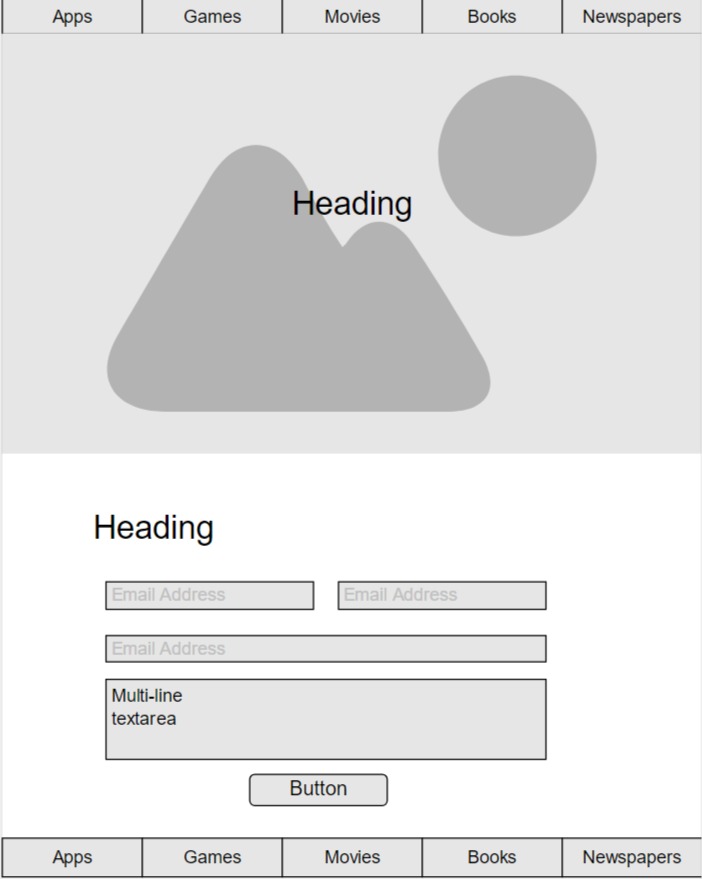 Apps Games Movies Books Newspapers
Heading
Heading
Email Address Email Address
Email Address
Multi-line
textarea
Button
Apps Games Movies Books Newspapers